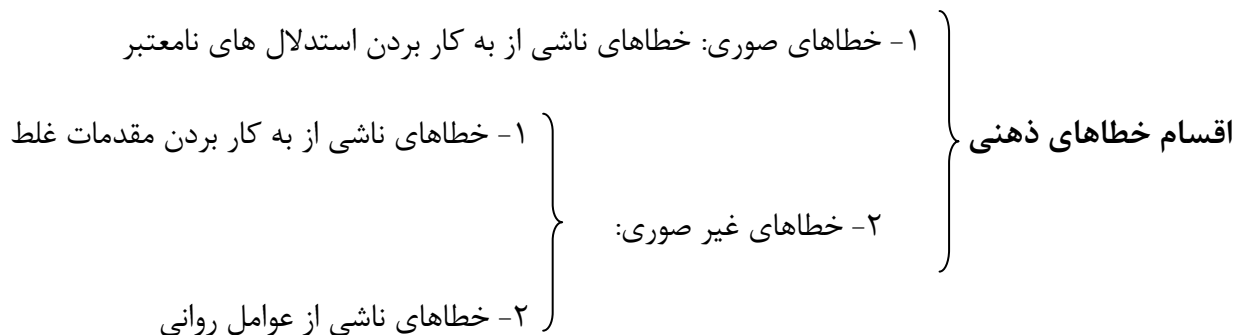 ۱- خطاهای صوری: خطاهای ناشی از به کار بردن استدلال های نامعتبر
اقسام خطاهای ذهنی
۱- خطاهای ناشی از به کار بردن مقدمات غلط
۲- خطاهای غیر صوری:
۲- خطاهای ناشی از عوامل روانی